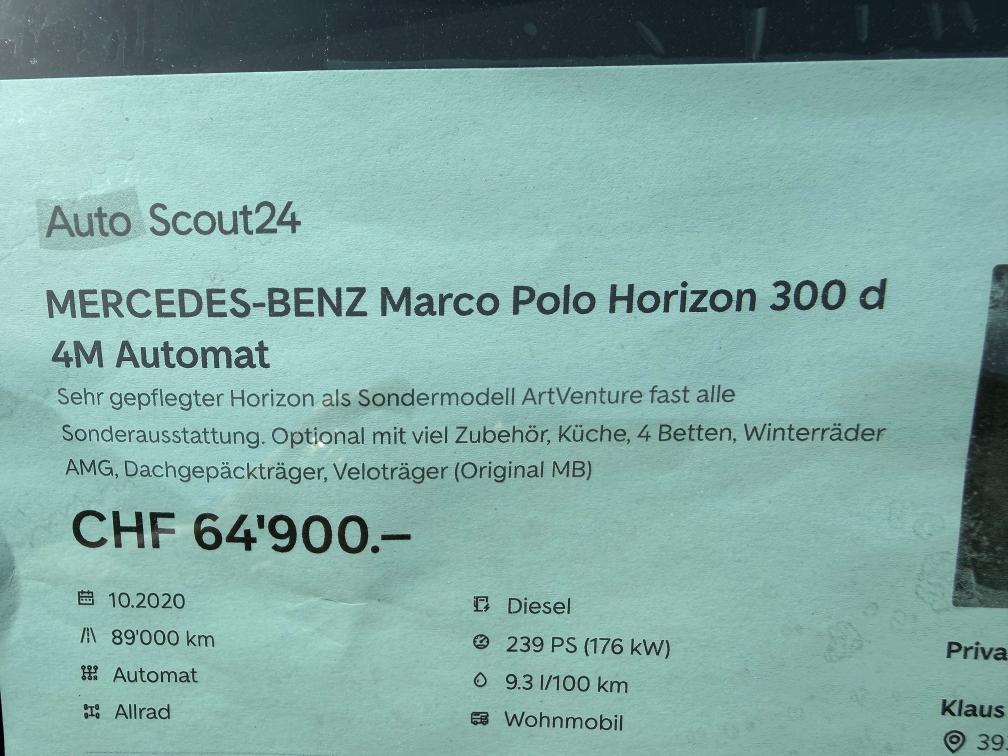 Auto Scout24
MERCEDES-BENZ Marco Polo Horizon 300 d
4M Automat
Sehr gepflegter Horizon als Sondermodell ArtVenture fast alle
Sonderausstattung. Optional mit viel Zubehör, Küche, 4 Betten, Winterräder
AMG, Dachgepäckträger, Veloträger (Original MB)
CHF 64'900.–
10.2020
89'000 km
Automat
Allrad
Diesel
239 PS (176 kW)
9.3 l/100 km
Wohnmobil
Priva
Klaus
39